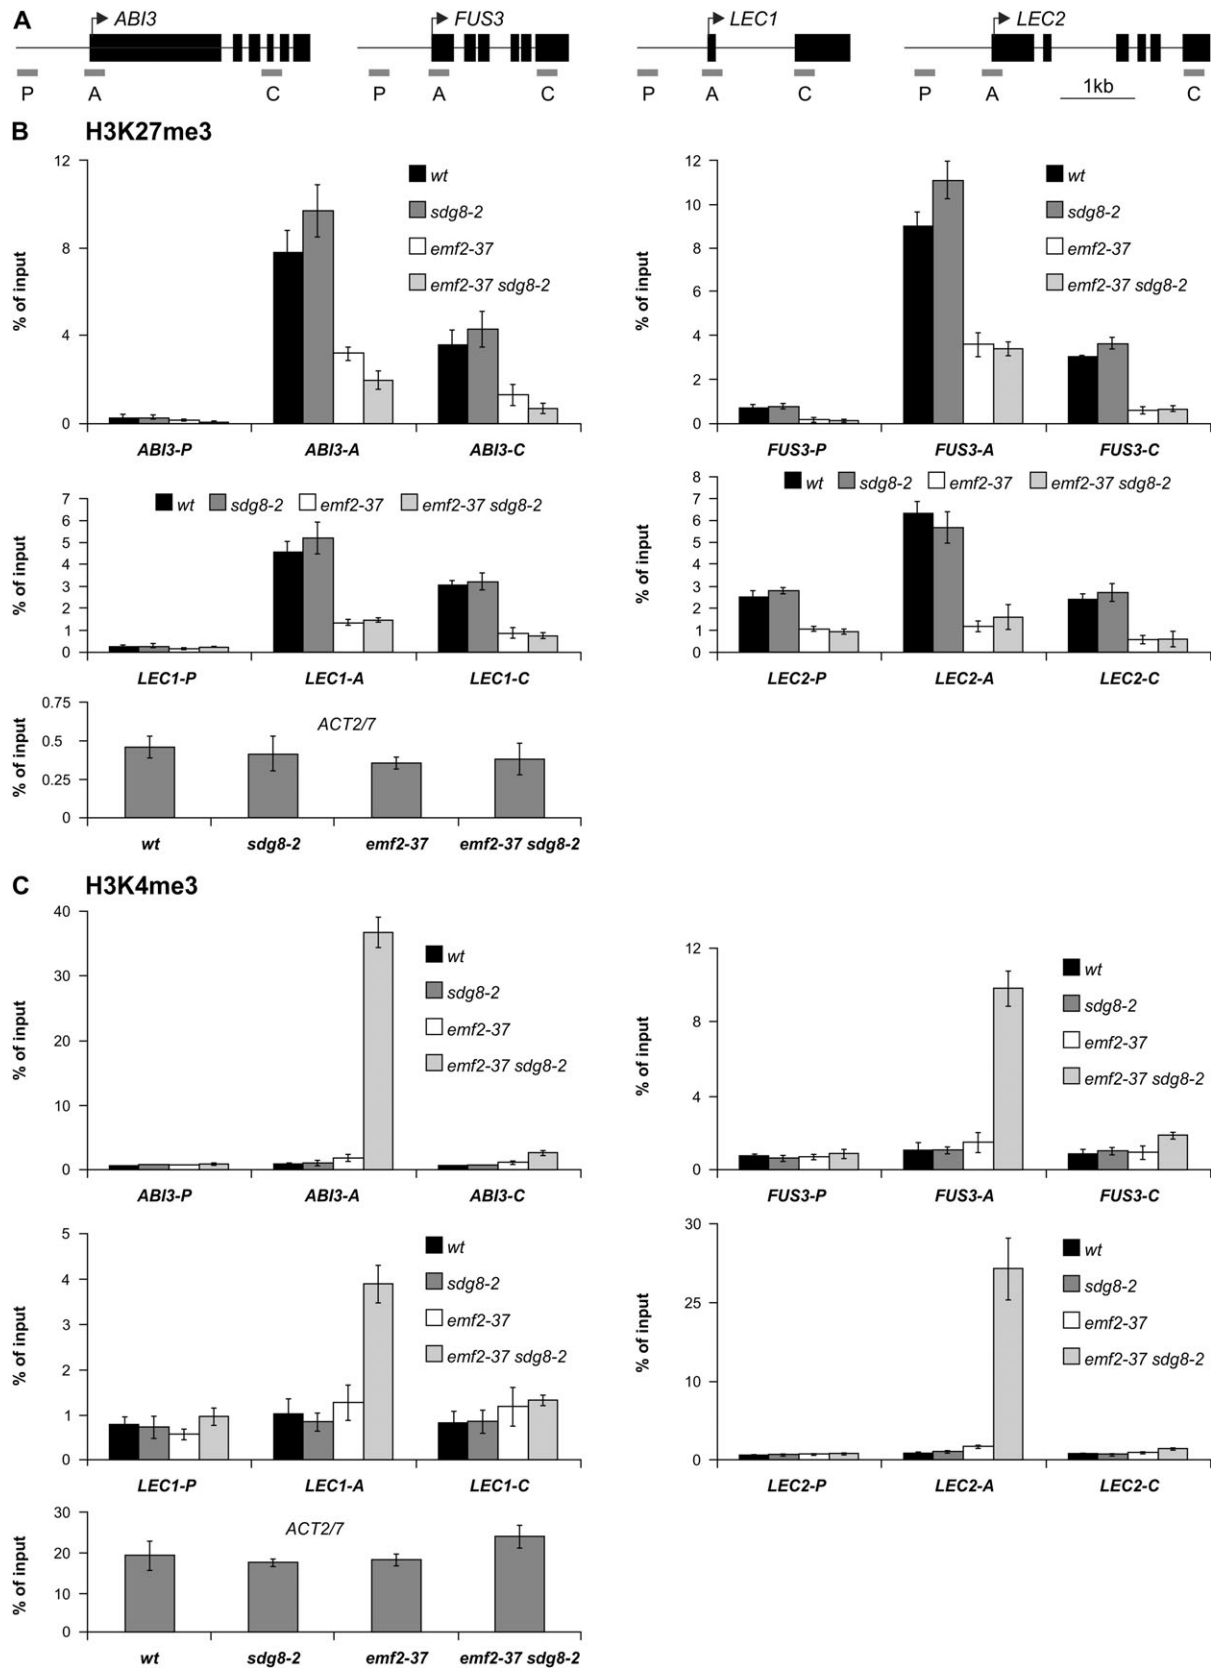 A ABI3 FUS3 LEC1 LEC2
P A C P A C P A C P A 1kb C
B H3K27me3
% of input
12
8
4
0
wt
sdg8-2
emf2-37
emf2-37 sdg8-2
ABI3-P ABI3-A ABI3-C
% of input
12
10
8
6
4
2
0
wt
sdg8-2
emf2-37
emf2-37 sdg8-2
FUS3-P FUS3-A FUS3-C
% of input
7
6
5
4
3
2
1
0
wt sdg8-2 emf2-37 emf2-37 sdg8-2
LEC1-P LEC1-A LEC1-C
% of input
8
7
6
5
4
3
2
1
0
wt sdg8-2 emf2-37 emf2-37 sdg8-2
LEC2-P LEC2-A LEC2-C
% of input
0.75
0.5
0.25
0
ACT2/7
wt sdg8-2 emf2-37 emf2-37 sdg8-2
C H3K4me3
% of input
40
30
20
10
0
wt
sdg8-2
emf2-37
emf2-37 sdg8-2
ABI3-P ABI3-A ABI3-C
% of input
12
8
4
0
wt
sdg8-2
emf2-37
emf2-37 sdg8-2
FUS3-P FUS3-A FUS3-C
% of input
5
4
3
2
1
0
wt
sdg8-2
emf2-37
emf2-37 sdg8-2
LEC1-P LEC1-A LEC1-C
% of input
30
25
10
0
wt
sdg8-2
emf2-37
emf2-37 sdg8-2
LEC2-P LEC2-A LEC2-C
% of input
30
20
10
0
ACT2/7
wt sdg8-2 emf2-37 emf2-37 sdg8-2